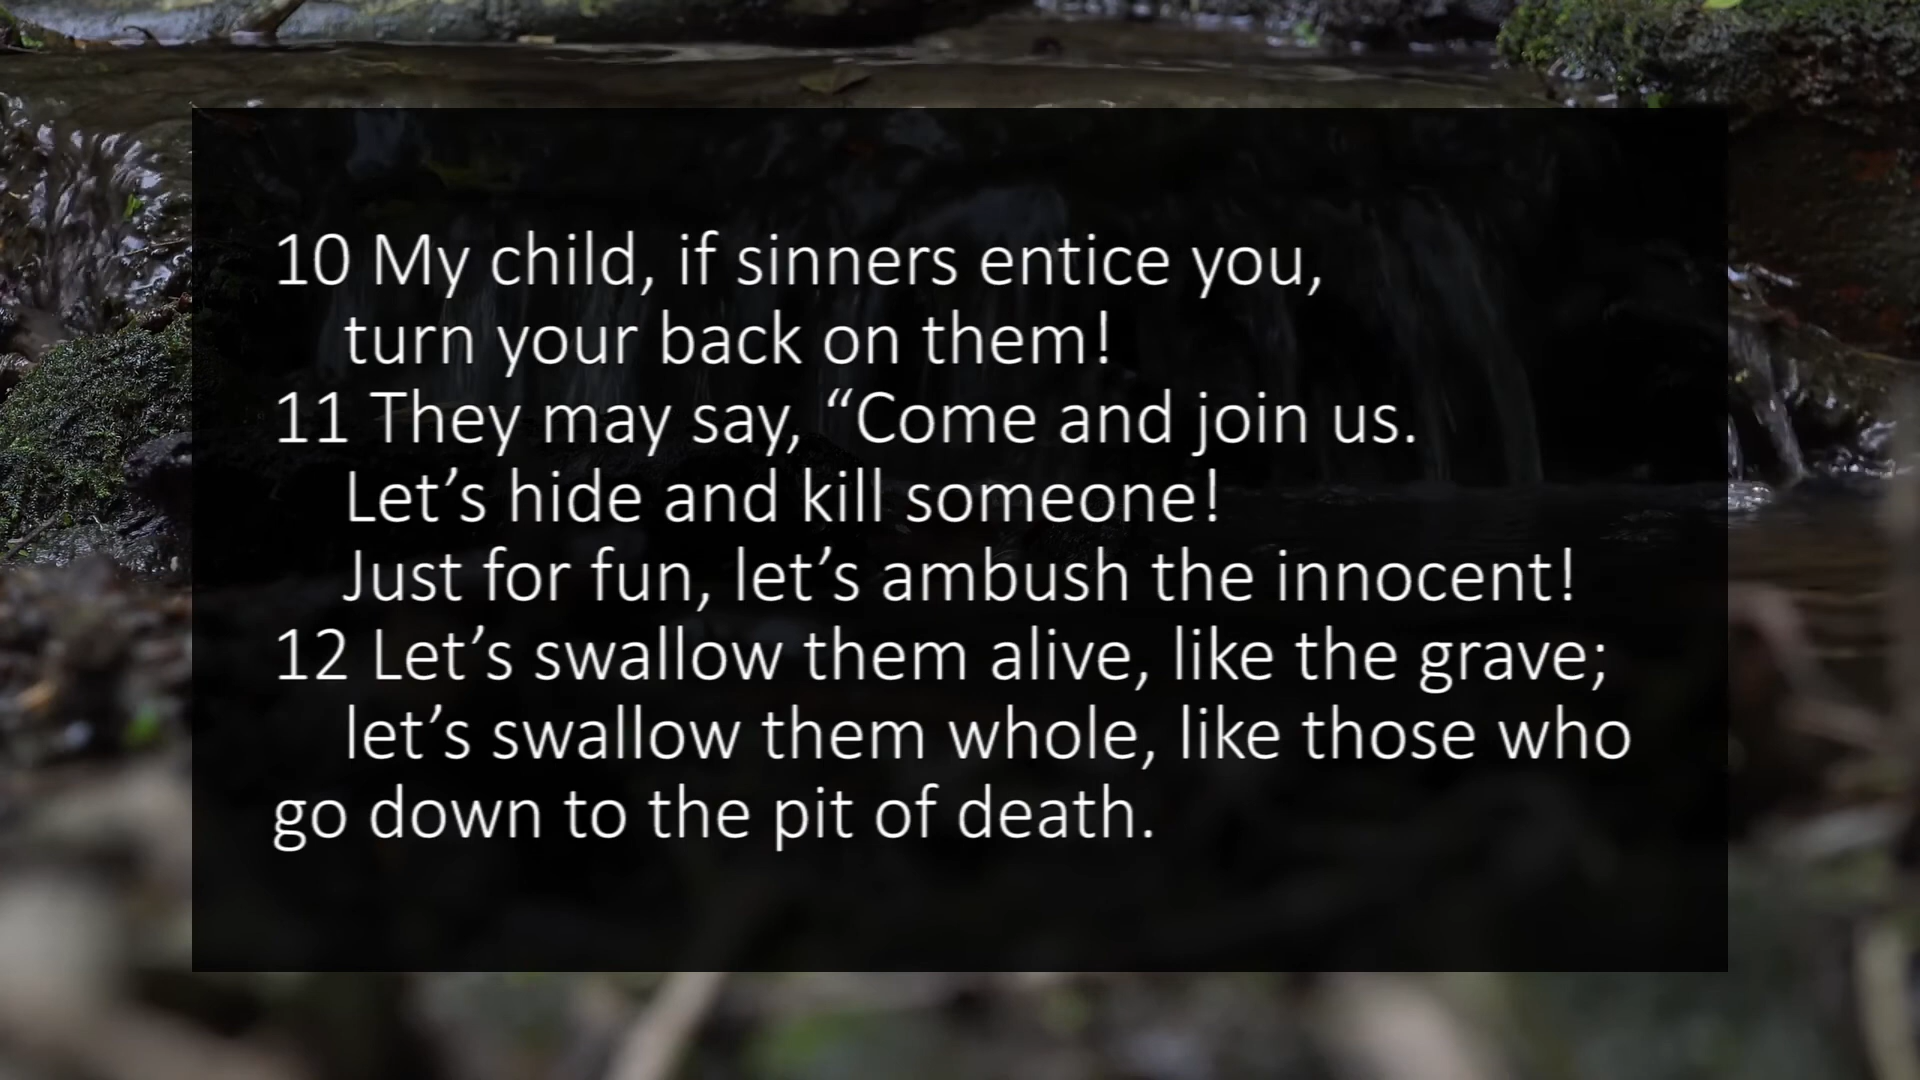 10 My child, if sinners entice you,
turn your back on them!
11 They may say, “Come and join us.
Let’s hide and kill someone!
Just for fun, let’s ambush the innocent!
12 Let’s swallow them alive, like the grave;
let’s swallow them whole, like those who
go down to the pit of death.